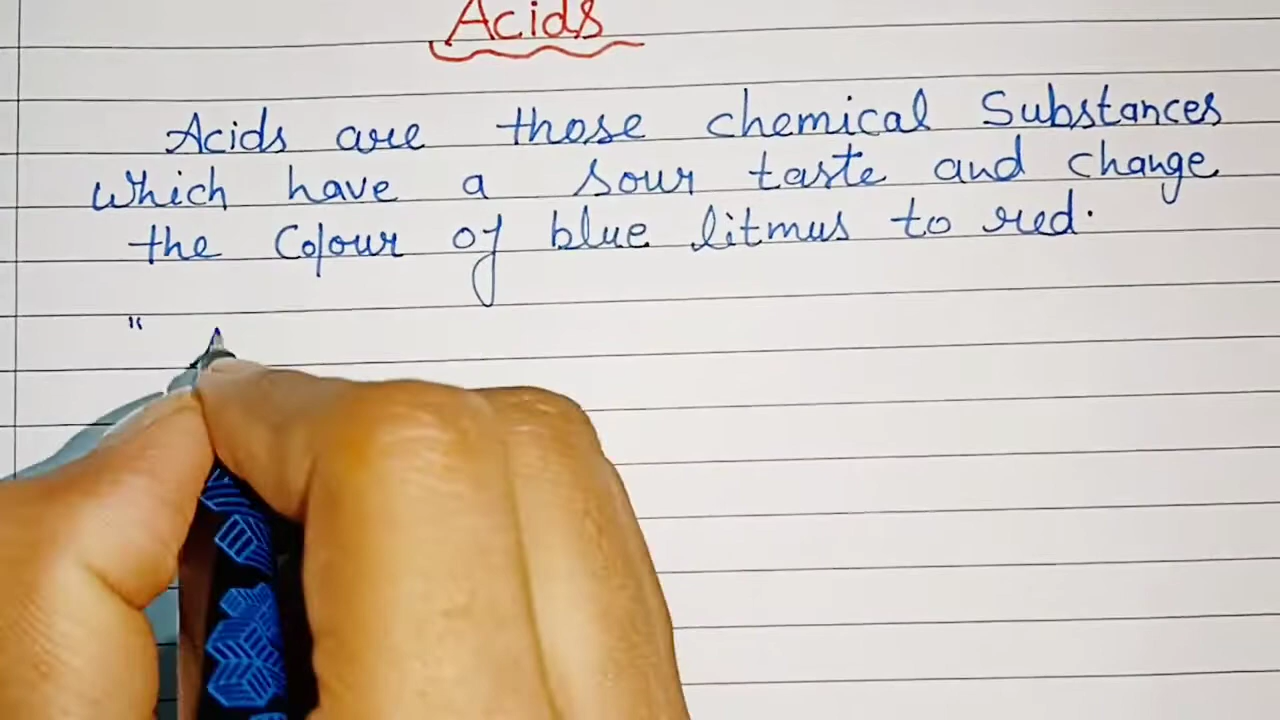 Acids
Acids are those chemical Substances
which have a sour taste and change
the Colour of blue litmus to red.
"